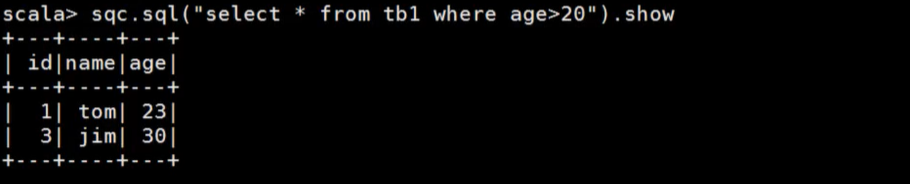 scala> sqc.sql("select * from tb1 where age>20").show
+---+----+---+
| id|name|age|
+---+----+---+
|  1| tom| 23|
|  3| jim| 30|
+---+----+---+